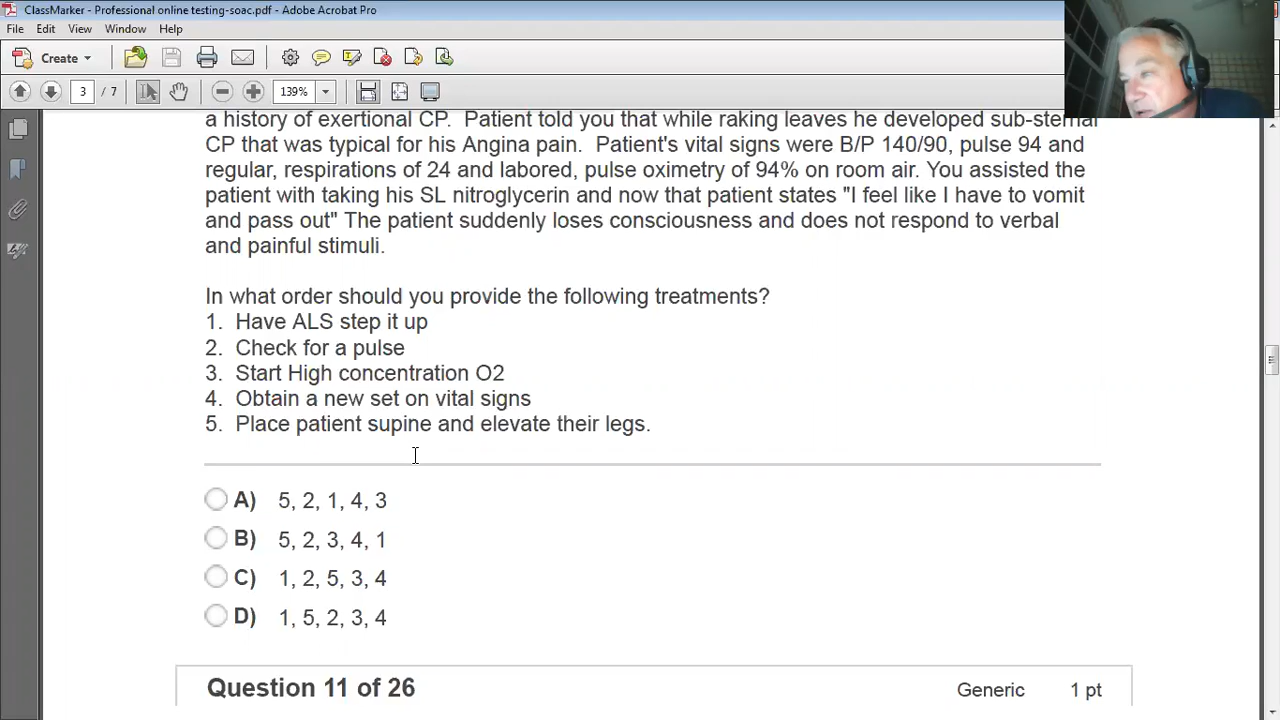 ClassMarker - Professional online testing-soac.pdf - Adobe Acrobat Pro
File Edit View Window Help
Create
3 / 7 139%
a history of exertional CP. Patient told you that while raking leaves he developed sub-sternal
CP that was typical for his Angina pain. Patient's vital signs were B/P 140/90, pulse 94 and
regular, respirations of 24 and labored, pulse oximetry of 94% on room air. You assisted the
patient with taking his SL nitroglycerin and now that patient states "I feel like I have to vomit
and pass out" The patient suddenly loses consciousness and does not respond to verbal
and painful stimuli.
In what order should you provide the following treatments?
1. Have ALS step it up
2. Check for a pulse
3. Start High concentration O2
4. Obtain a new set on vital signs
5. Place patient supine and elevate their legs.
A) 5, 2, 1, 4, 3
B) 5, 2, 3, 4, 1
C) 1, 2, 5, 3, 4
D) 1, 5, 2, 3, 4
Question 11 of 26 Generic 1 pt